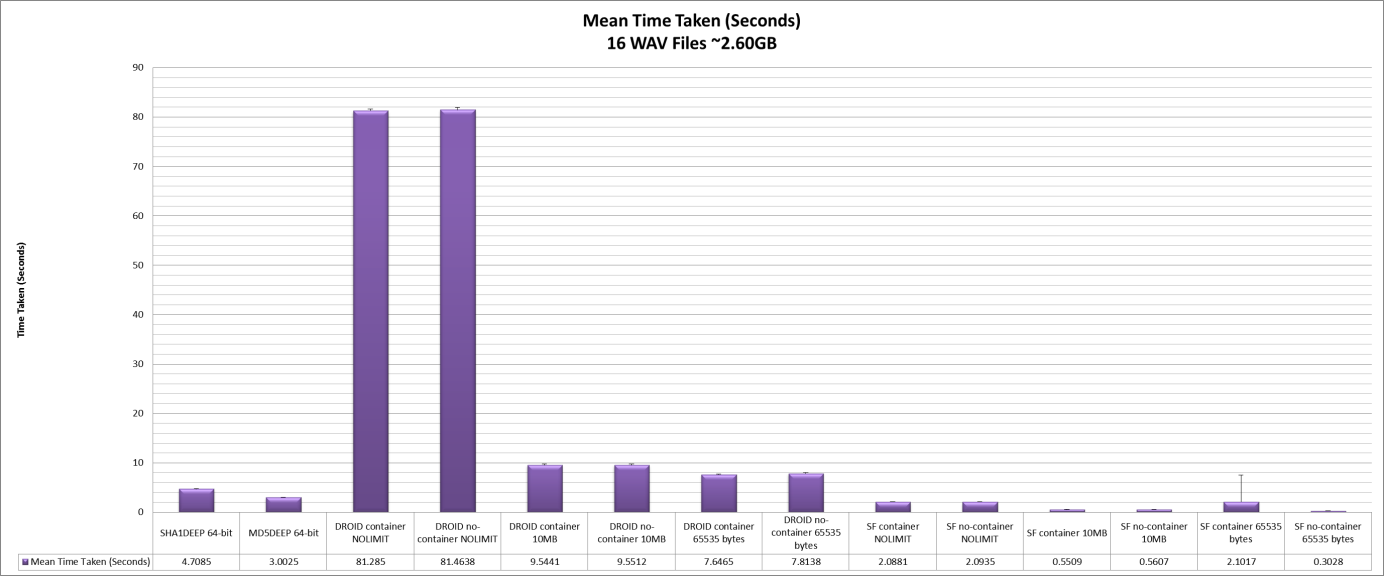 Mean Time Taken (Seconds)
16 WAV Files ~2.60GB
Time Taken (Seconds)
90
80
70
60
50
40
30
20
10
0
SHA1DEEP 64-bit
MD5DEEP 64-bit
DROID container
NOLIMIT
DROID no-
container NOLIMIT
DROID container
10MB
DROID no-
container 10MB
DROID container
65535 bytes
DROID no-
container 65535
bytes
SF container
NOLIMIT
SF no-container
NOLIMIT
SF container 10MB
SF no-container
10MB
SF container 65535
bytes
SF no-container
65535 bytes
Mean Time Taken (Seconds) 4.7085 3.0025 81.285 81.4638 9.5441 9.5512 7.6465 7.8138 2.0881 2.0935 0.5509 0.5607 2.1017 0.3028